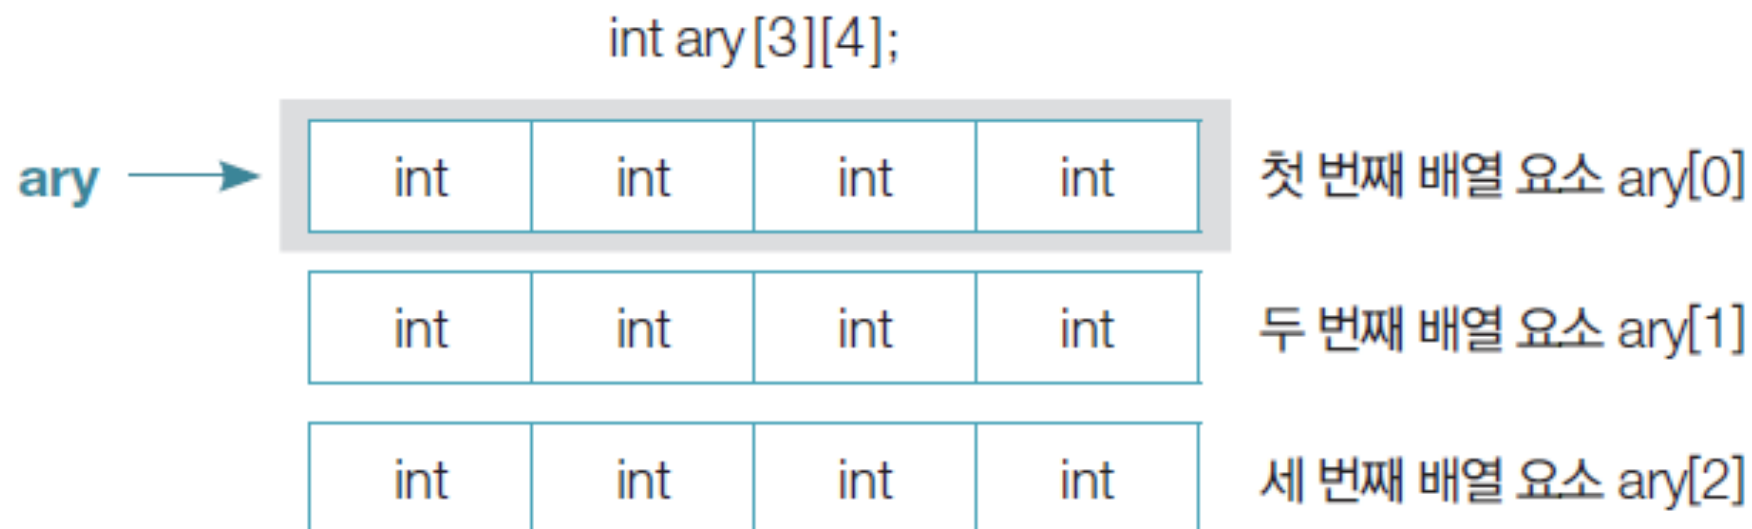 int ary[3][4];
ary int int int int 첫 번째 배열 요소 ary[0]
int int int int 두 번째 배열 요소 ary[1]
int int int int 세 번째 배열 요소 ary[2]